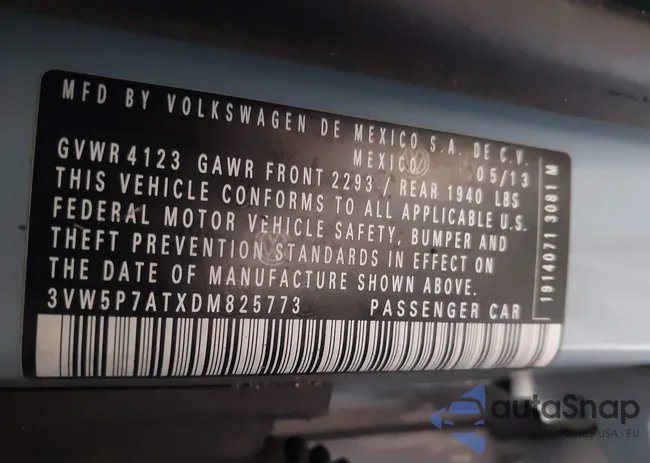 MFD BY VOLKSWAGEN DE MEXICO S.A. DE C.V.
MEXICO 05/13
GVWR 4123 GAWR FRONT 2293 / REAR 1940 LBS
THIS VEHICLE CONFORMS TO ALL APPLICABLE U.S.
FEDERAL MOTOR VEHICLE SAFETY, BUMPER AND
THEFT PREVENTION STANDARDS IN EFFECT ON
THE DATE OF MANUFACTURE SHOWN ABOVE.
3VW5P7ATXDM825773 PASSENGER CAR
1914071 3081 M
autoSnap
USA - EU